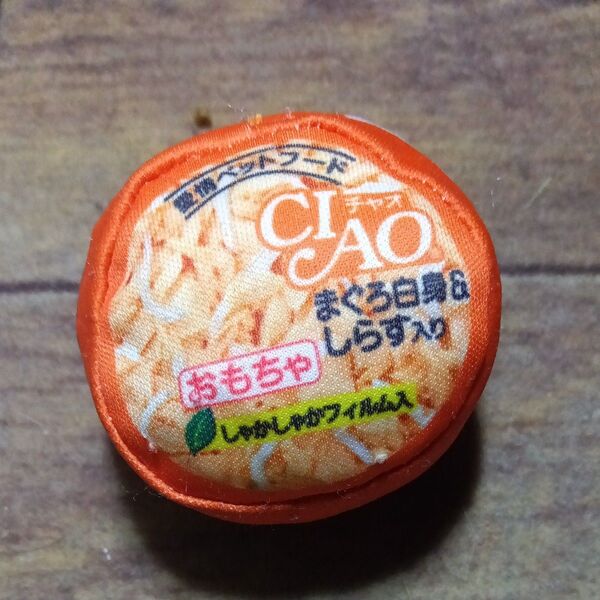 愛情ペットフード
チャオ
CIAO
まぐろ白身&
しらす入り
おもちゃ
しゃかしゃかフィルム入